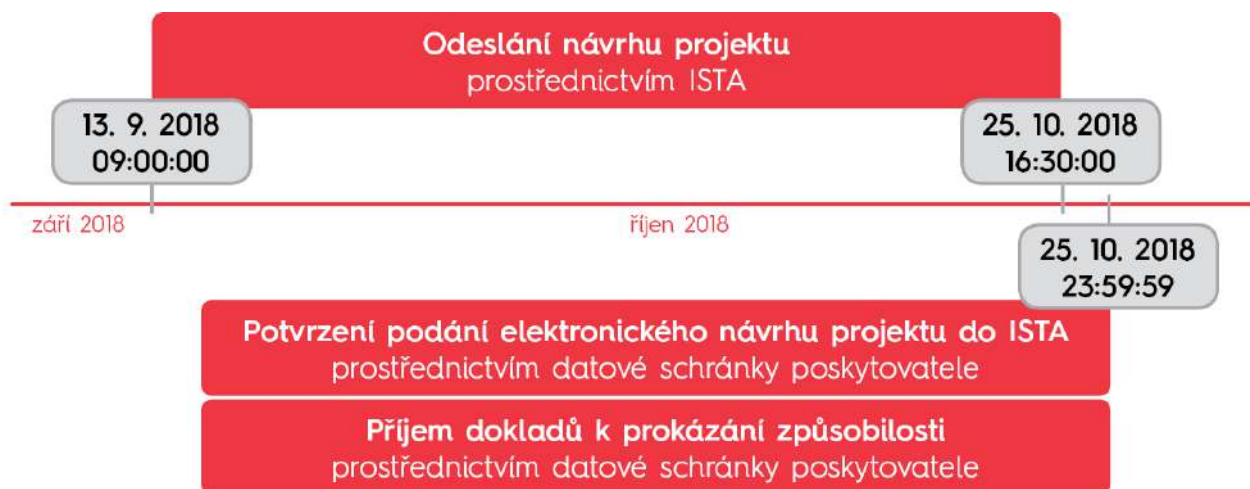 Odeslání návrhu projektu
prostřednictvím ISTA
13. 9. 2018
09:00:00
25. 10. 2018
16:30:00
září 2018
říjen 2018
25. 10. 2018
23:59:59
Potvrzení podání elektronického návrhu projektu do ISTA
prostřednictvím datové schránky poskytovatele
Příjem dokladů k prokázání způsobilosti
prostřednictvím datové schránky poskytovatele